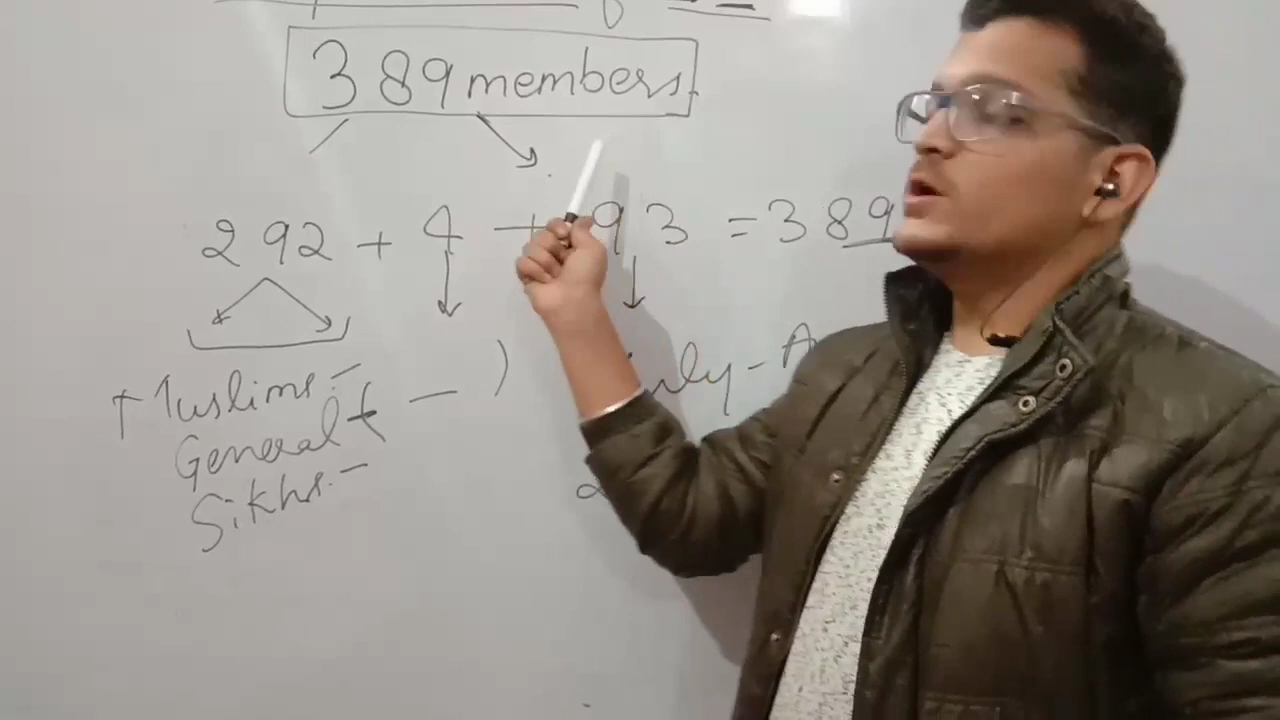 389 members
292 + 4 + 93 = 389
Muslims -
General -
Sikhs. -